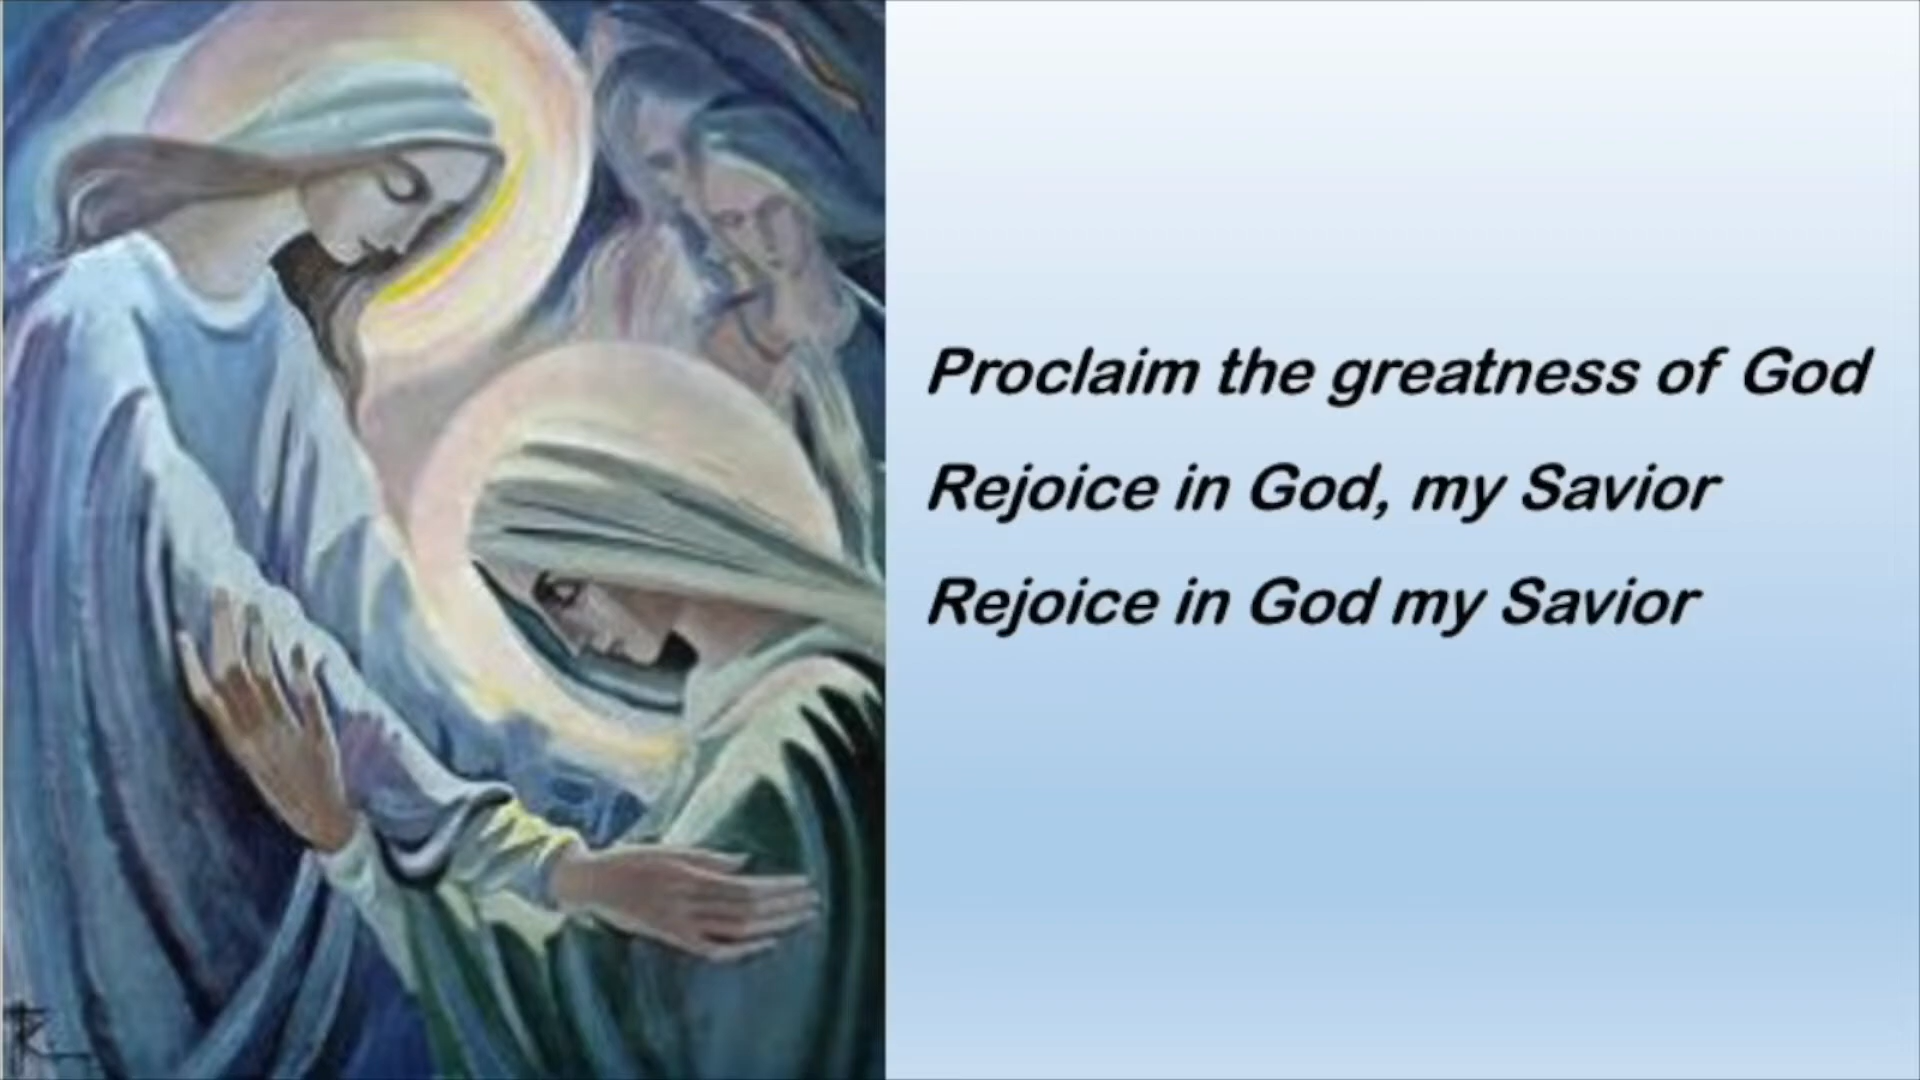 Proclaim the greatness of God
Rejoice in God, my Savior
Rejoice in God my Savior